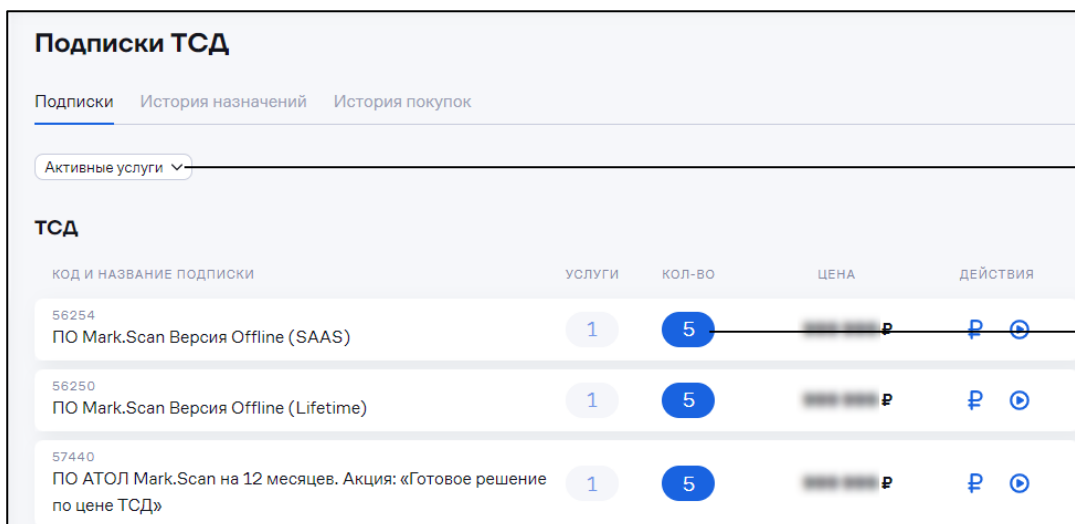 Подписки ТСД
Подписки История назначений История покупок
Активные услуги
ТСД
КОД И НАЗВАНИЕ ПОДПИСКИ УСЛУГИ КОЛ-ВО ЦЕНА ДЕЙСТВИЯ
56254
ПО Mark.Scan Версия Offline (SAAS) 1 5 ₽ ₽
56250
ПО Mark.Scan Версия Offline (Lifetime) 1 5 ₽ ₽
57440
ПО АТОЛ Mark.Scan на 12 месяцев. Акция: «Готовое решение
по цене ТСД» 1 5 ₽ ₽